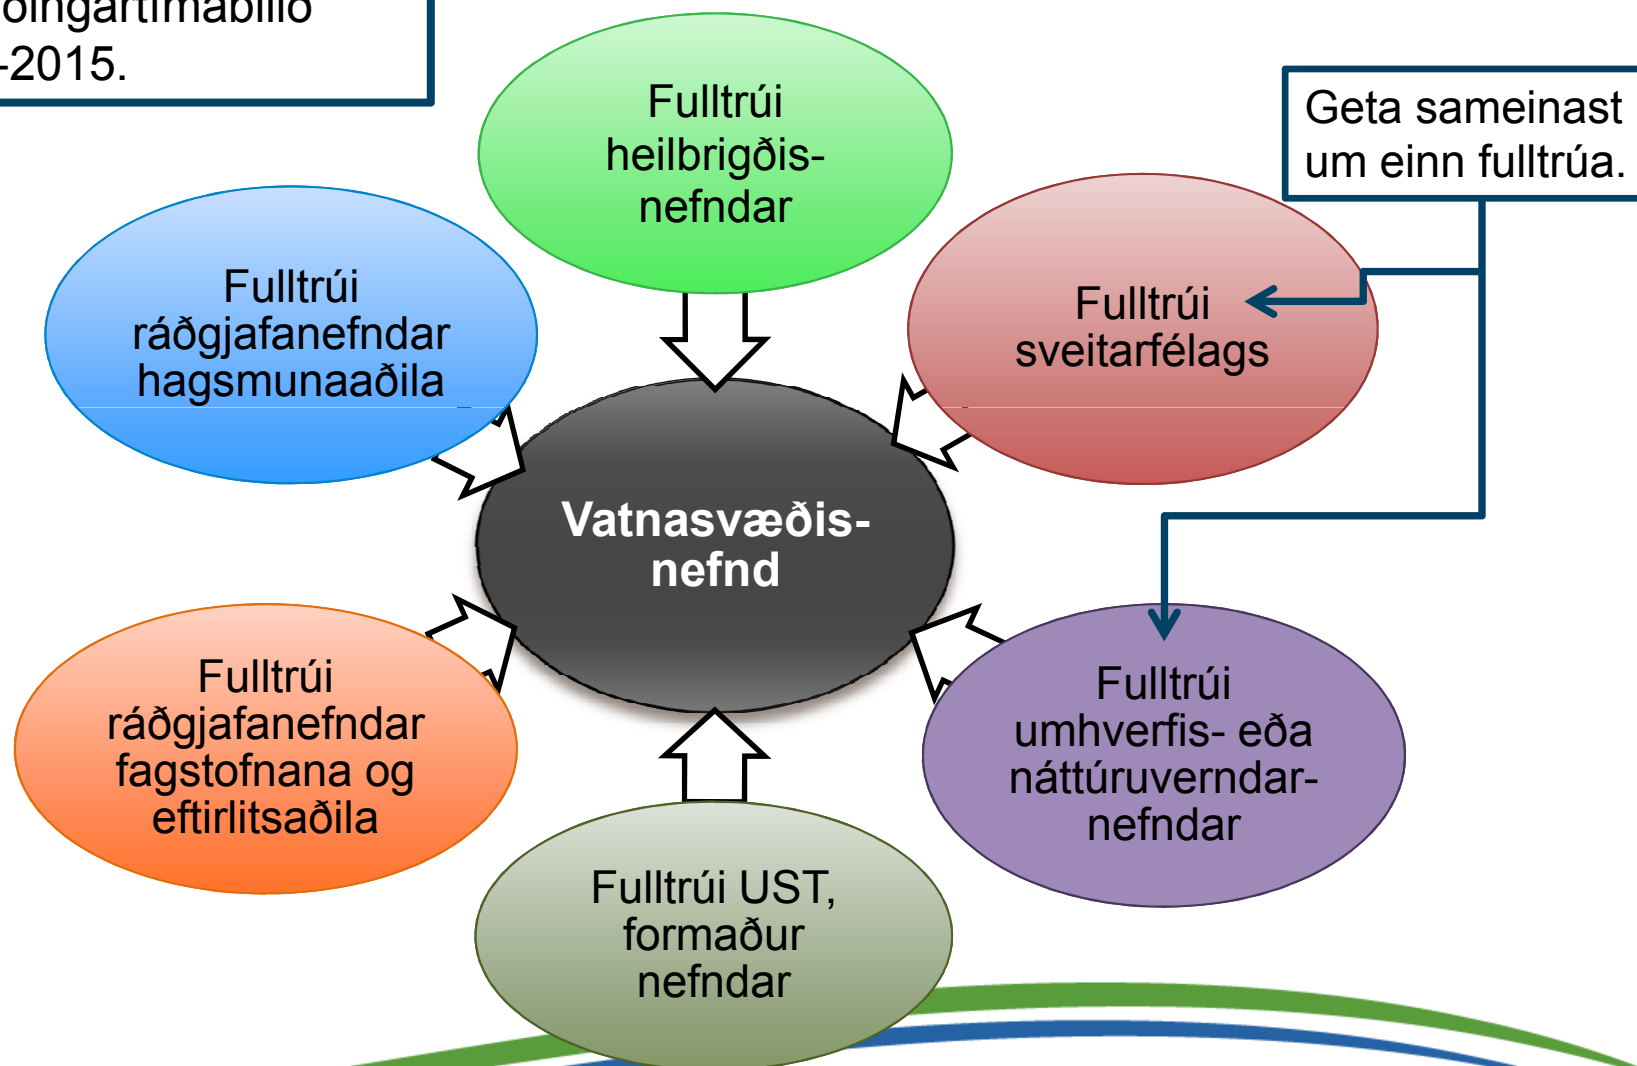 -2015.
Fulltrúi
heilbrigðis-
nefndar
Geta sameinast
um einn fulltrúa.
Fulltrúi
ráðgjafanefndar
hagsmunaaðila
Fulltrúi
sveitarfélags
Vatnasvæðis-
nefnd
Fulltrúi
ráðgjafanefndar
fagstofnana og
eftirlitsaðila
Fulltrúi
umhverfis- eða
náttúruverndar-
nefndar
Fulltrúi UST,
formaður
nefndar